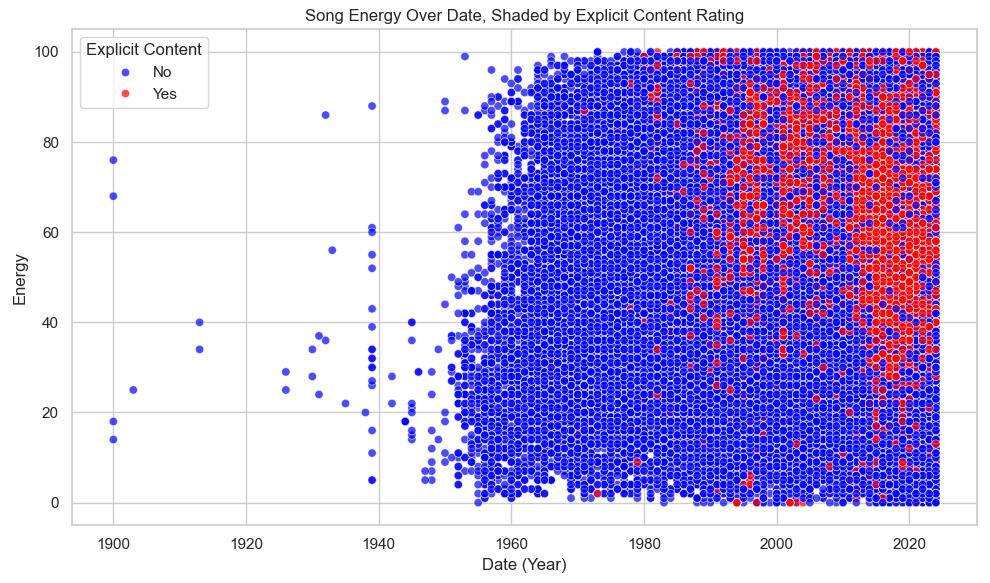 Song Energy Over Date, Shaded by Explicit Content Rating
Explicit Content
No
Yes
Energy
100
80
60
40
20
0
1900
1920
1940
1960
1980
2000
2020
Date (Year)